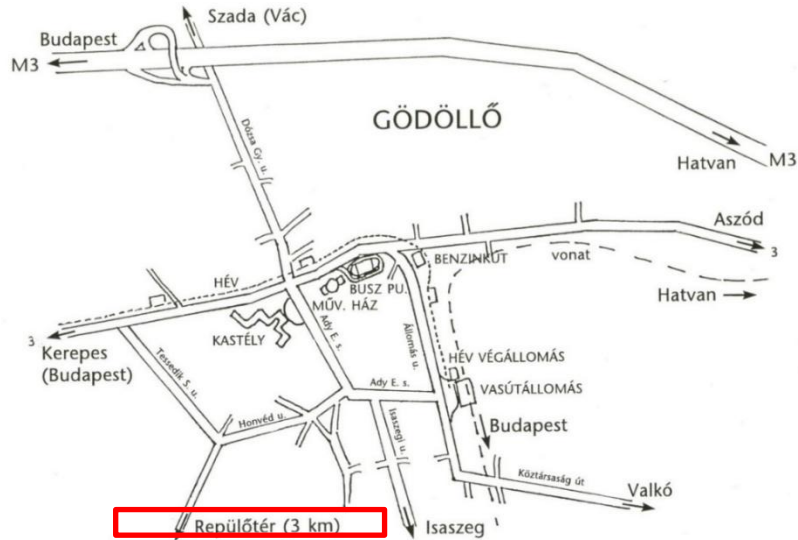 Szada (Vác)
Budapest
M3
GÖDÖLLŐ
Dózsa Gy. u.
Hatvan
M3
Aszód
3
HÉV
BENZINKÚT
vonat
BUSZ PU.
MŰV. HÁZ
Hatvan
KASTÉLY
3
Kerepes
(Budapest)
Ady E. s.
Állomás u.
HÉV VÉGÁLLOMÁS
VASÚTÁLLOMÁS
Tessedik S. u.
Ady E. s.
Honvéd u.
Isaszegi u.
Budapest
Köztársaság út
Valkó
Repülőtér (3 km)
Isaszeg